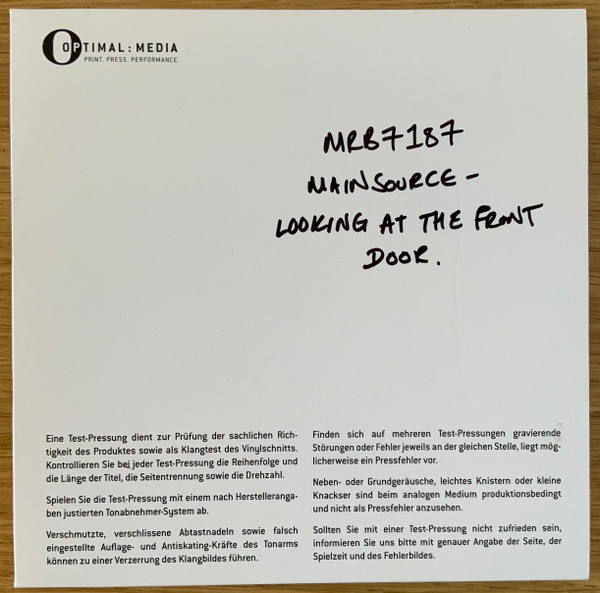 OPTIMAL:MEDIA
PRINT. PRESS. PERFORMANCE.
MRB7187
MAINSOURCE -
LOOKING AT THE FRONT
DOOR.
Eine Test-Pressung dient zur Prüfung der sachlichen Rich-
tigkeit des Produktes sowie als Klangtest des Vinylschnitts.
Kontrollieren Sie bei jeder Test-Pressung die Reihenfolge und
die Länge der Titel, die Seitentrennung sowie die Drehzahl.
Spielen Sie die Test-Pressung mit einem nach Herstelleranga-
ben justierten Tonabnehmer-System ab.
Verschmutzte, verschlissene Abtastnadeln sowie falsch
eingestellte Auflage- und Antiskating-Kräfte des Tonarms
können zu einer Verzerrung des Klangbildes führen.
Finden sich auf mehreren Test-Pressungen gravierende
Störungen oder Fehler jeweils an der gleichen Stelle, liegt mög-
licherweise ein Pressfehler vor.
Neben- oder Grundgeräusche, leichtes Knistern oder kleine
Knackser sind beim analogen Medium produktionsbedingt
und nicht als Pressfehler anzusehen.
Sollten Sie mit einer Test-Pressung nicht zufrieden sein,
informieren Sie uns bitte mit genauer Angabe der Seite, der
Spielzeit und des Fehlerbildes.